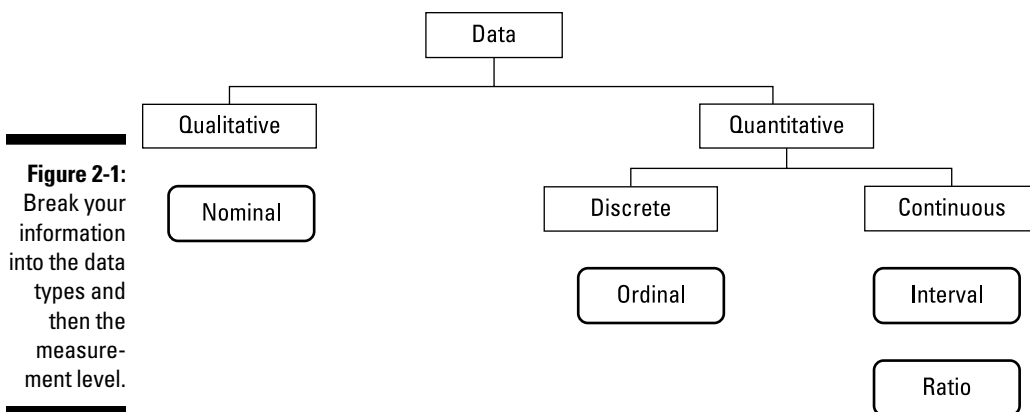 Data
Qualitative
Quantitative
Nominal
Discrete
Continuous
Ordinal
Interval
Ratio
Figure 2-1:
Break your
information
into the data
types and
then the
measure-
ment level.